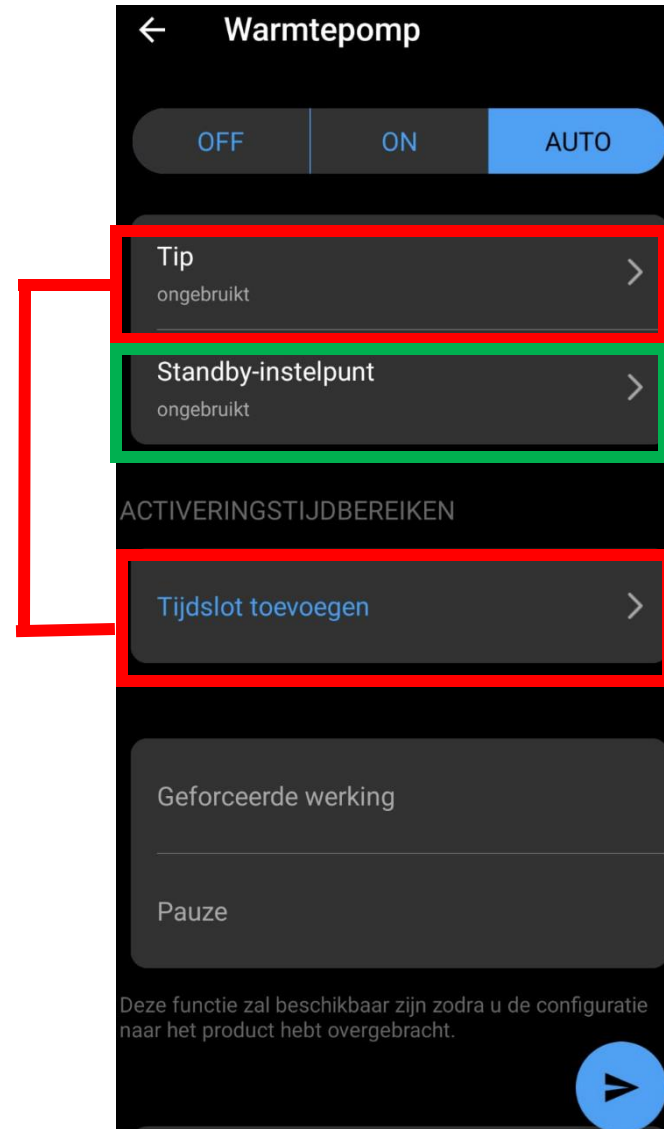 Warmtepomp
OFF ON AUTO
Tip
ongebruikt
Standby-instelpunt
ongebruikt
ACTIVERINGSTIJDBEREIKEN
Tijdslot toevoegen
Geforceerde werking
Pauze
Deze functie zal beschikbaar zijn zodra u de configuratie
naar het product hebt overgebracht.